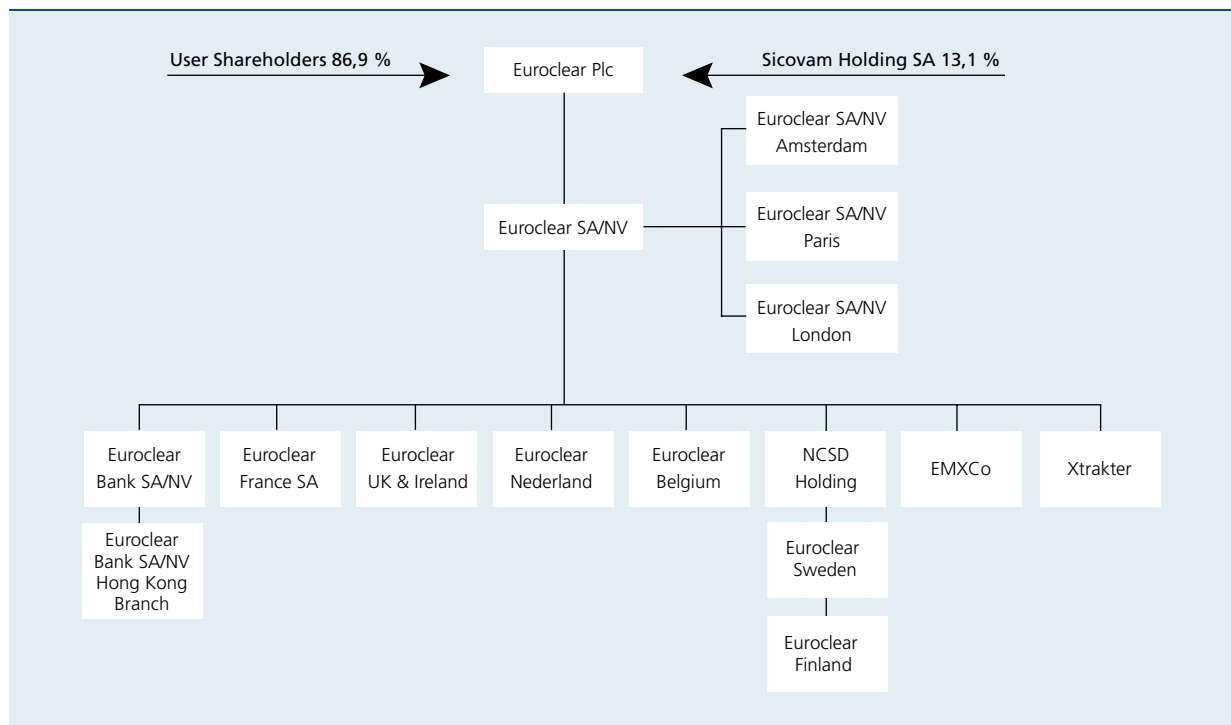 User Shareholders 86,9 %
Euroclear Plc
Sicovam Holding SA 13,1 %
Euroclear SA/NV
Amsterdam
Euroclear SA/NV
Euroclear SA/NV
Paris
Euroclear SA/NV
London
Euroclear
Bank SA/NV
Euroclear
France SA
Euroclear
UK & Ireland
Euroclear
Nederland
Euroclear
Belgium
NCSD
Holding
EMXCo
Xtrakter
Euroclear
Bank SA/NV
Hong Kong
Branch
Euroclear
Sweden
Euroclear
Finland